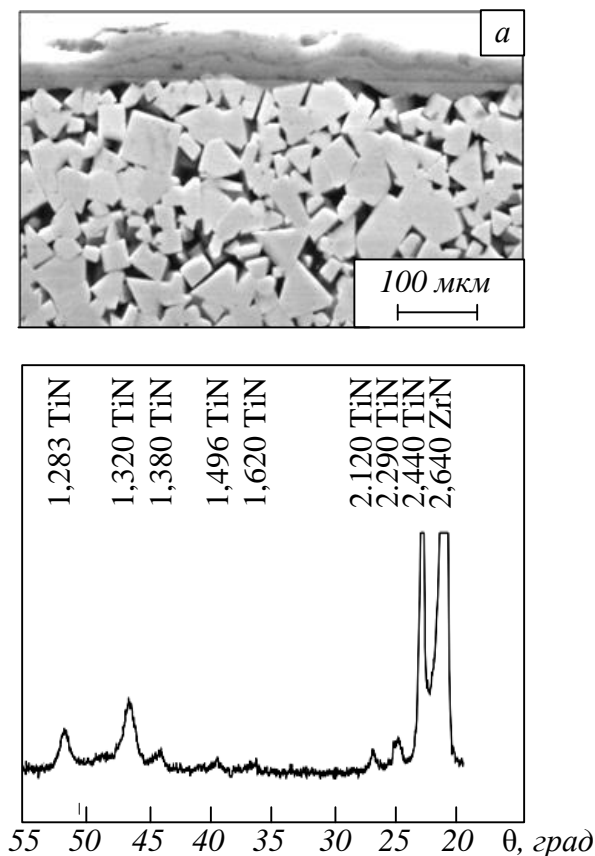 а
100 мкм
1,283 TiN
1,320 TiN
1,380 TiN
1,496 TiN
1,620 TiN
2.120 TiN
2.290 TiN
2,440 TiN
2,640 ZrN
55 50 45 40 35 30 25 20 θ, град